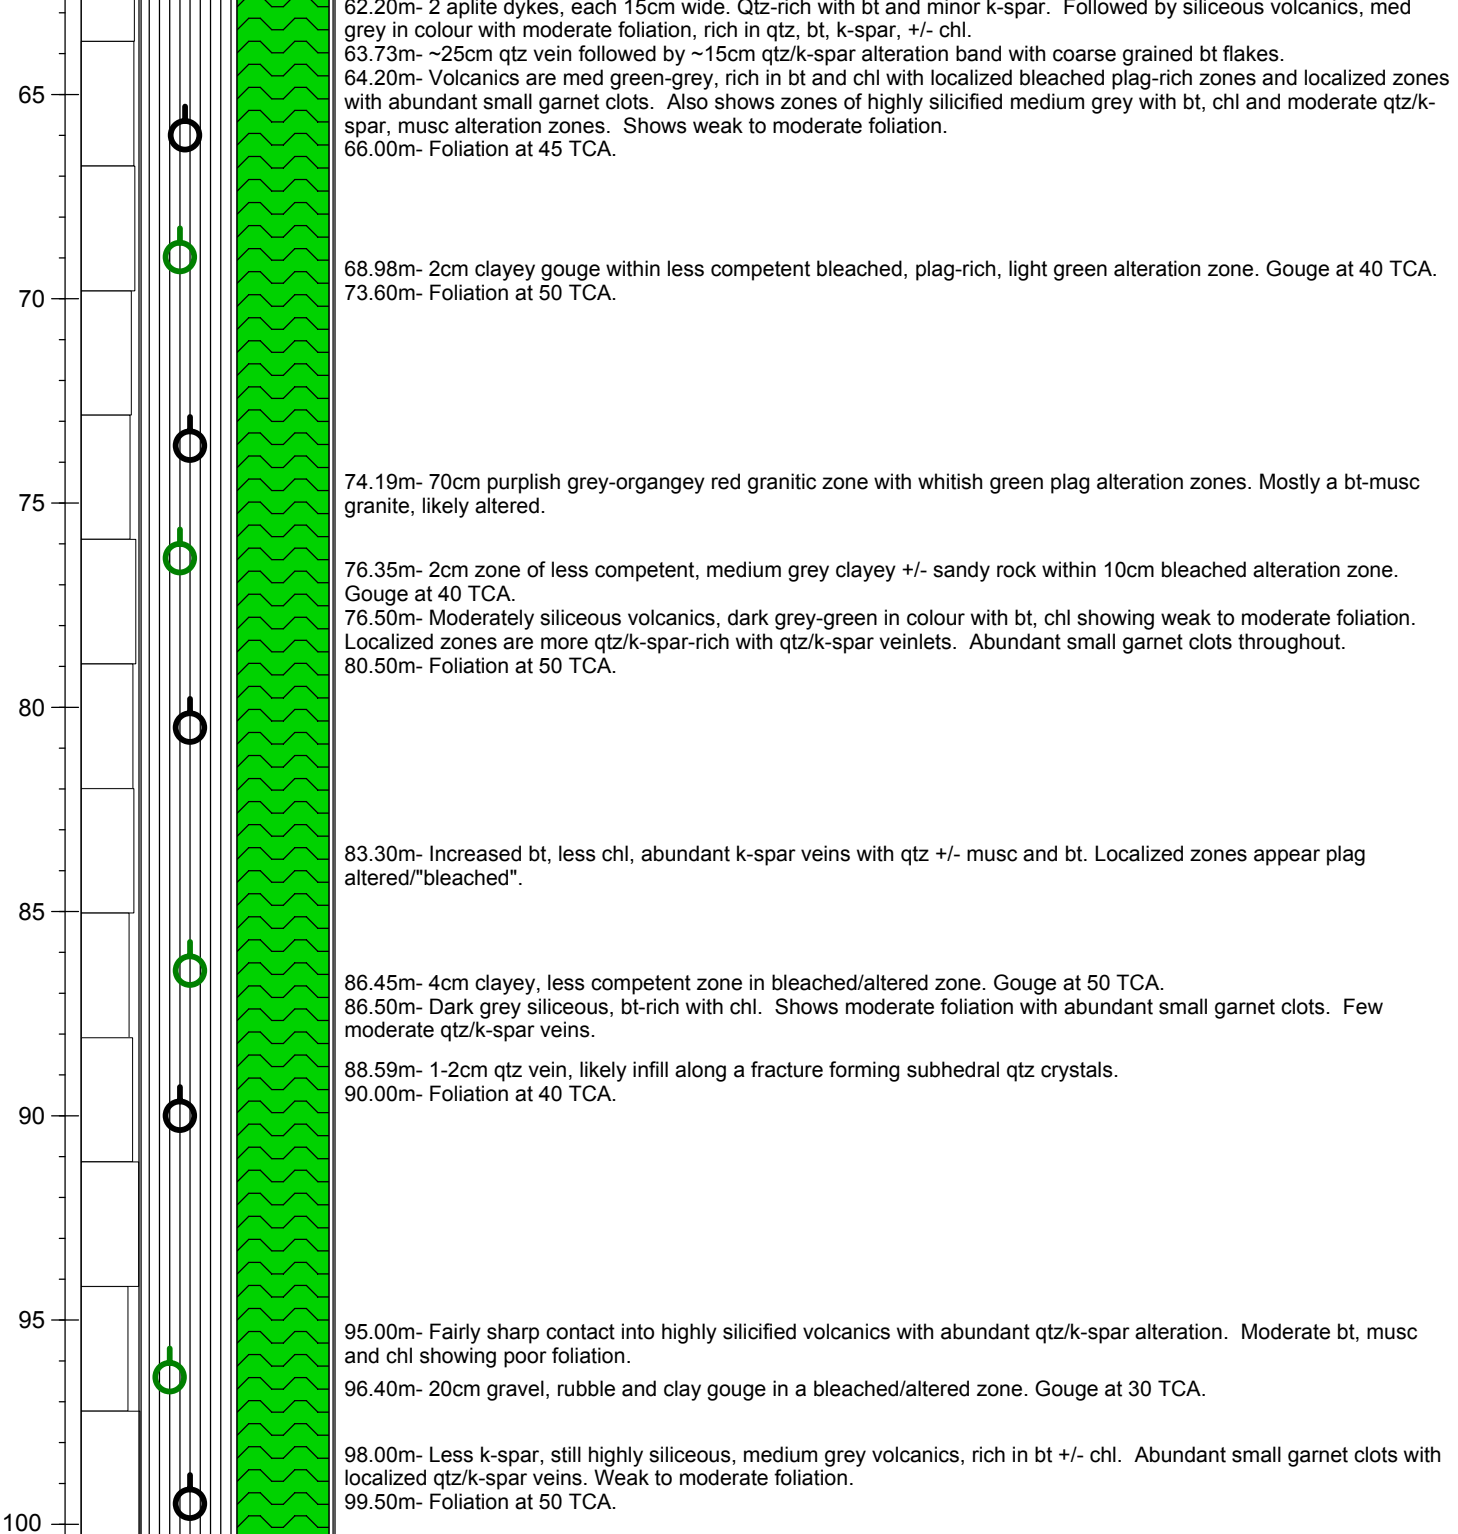 62.20m- 2 aplite dykes, each 15cm wide. Qtz-rich with bt and minor k-spar.  Followed by siliceous volcanics, med
grey in colour with moderate foliation, rich in qtz, bt, k-spar, +/- chl.
63.73m- ~25cm qtz vein followed by ~15cm qtz/k-spar alteration band with coarse grained bt flakes.
64.20m- Volcanics are med green-grey, rich in bt and chl with localized bleached plag-rich zones and localized zones
65
with abundant small garnet clots.  Also shows zones of highly silicified medium grey with bt, chl and moderate qtz/k-
spar, musc alteration zones.  Shows weak to moderate foliation.
66.00m- Foliation at 45 TCA.
68.98m- 2cm clayey gouge within less competent bleached, plag-rich, light green alteration zone. Gouge at 40 TCA.
70
73.60m- Foliation at 50 TCA.
74.19m- 70cm purplish grey-organgey red granitic zone with whitish green plag alteration zones. Mostly a bt-musc
75
granite, likely altered.
76.35m- 2cm zone of less competent, medium grey clayey +/- sandy rock within 10cm bleached alteration zone.
Gouge at 40 TCA.
76.50m- Moderately siliceous volcanics, dark grey-green in colour with bt, chl showing weak to moderate foliation.
Localized zones are more qtz/k-spar-rich with qtz/k-spar veinlets.  Abundant small garnet clots throughout.
80.50m- Foliation at 50 TCA.
80
83.30m- Increased bt, less chl, abundant k-spar veins with qtz +/- musc and bt. Localized zones appear plag
altered/"bleached".
85
86.45m- 4cm clayey, less competent zone in bleached/altered zone. Gouge at 50 TCA.
86.50m- Dark grey siliceous, bt-rich with chl.  Shows moderate foliation with abundant small garnet clots.  Few
moderate qtz/k-spar veins.
88.59m- 1-2cm qtz vein, likely infill along a fracture forming subhedral qtz crystals.
90.00m- Foliation at 40 TCA.
90
95
95.00m- Fairly sharp contact into highly silicified volcanics with abundant qtz/k-spar alteration.  Moderate bt, musc
and chl showing poor foliation.
96.40m- 20cm gravel, rubble and clay gouge in a bleached/altered zone. Gouge at 30 TCA.
98.00m- Less k-spar, still highly siliceous, medium grey volcanics, rich in bt +/- chl.  Abundant small garnet clots with
localized qtz/k-spar veins. Weak to moderate foliation.
99.50m- Foliation at 50 TCA.
100